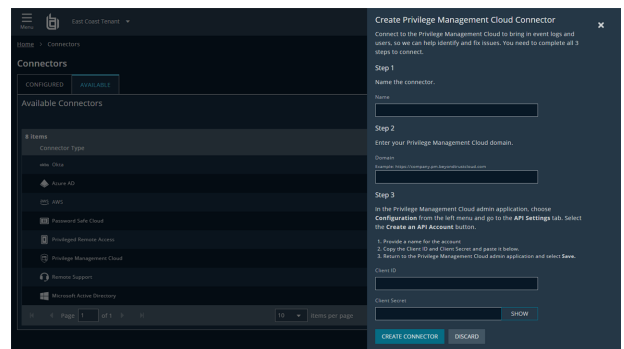 Menu
East Coast Tenant
Home > Connectors
Connectors
CONFIGURED
AVAILABLE
Available Connectors
8 items
Connector Type
okta Okta
Azure AD
AWS
Password Safe Cloud
Privileged Remote Access
Privilege Management Cloud
Remote Support
Microsoft Active Directory
Page 1 of 1
10 items per page
Create Privilege Management Cloud Connector
Connect to the Privilege Management Cloud to bring in event logs and
users, so we can help identify and fix issues. You need to complete all 3
steps to connect.
Step 1
Name the connector.
Name
Step 2
Enter your Privilege Management Cloud domain.
Domain
Example: https://company.pm.beyondtrustcloud.com
Step 3
In the Privilege Management Cloud admin application, choose
Configuration from the left menu and go to the API Settings tab. Select
the Create an API Account button.
1. Provide a name for the account
2. Copy the Client ID and Client Secret and paste it below.
3. Return to the Privilege Management Cloud admin application and select Save.
Client ID
Client Secret
SHOW
CREATE CONNECTOR
DISCARD